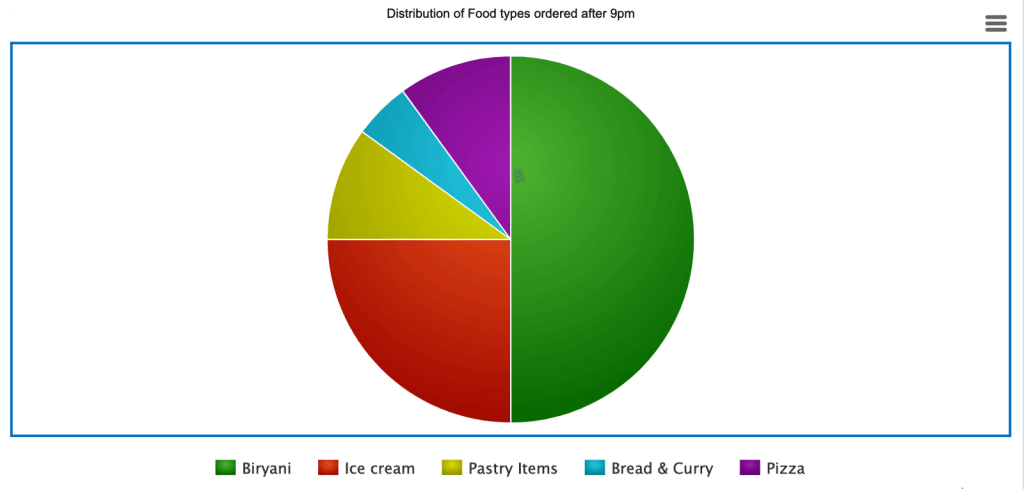 Distribution of Food types ordered after 9pm
Biryani Ice cream Pastry Items Bread & Curry Pizza